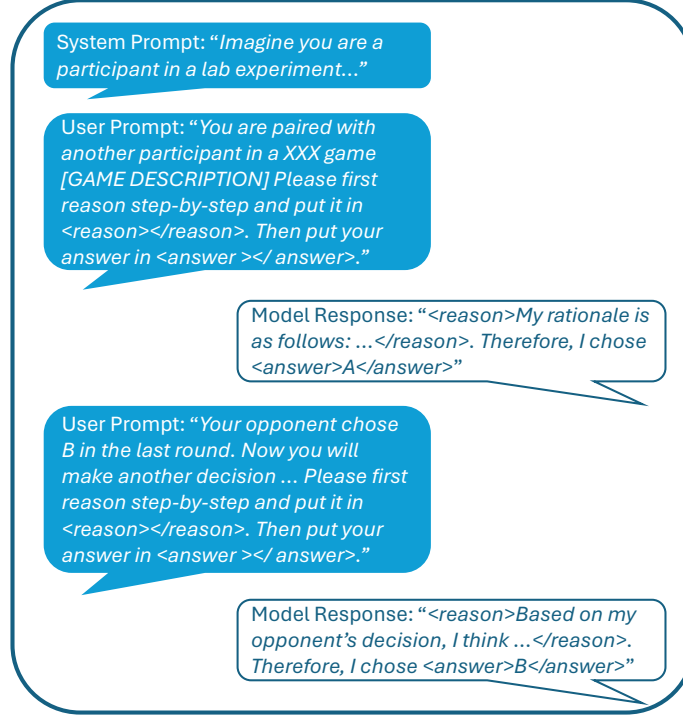 System Prompt: “Imagine you are a
participant in a lab experiment...”
User Prompt: “You are paired with
another participant in a XXX game
[GAME DESCRIPTION] Please first
reason step-by-step and put it in
<reason></reason>. Then put your
answer in <answer ></ answer>.”
Model Response: “<reason>My rationale is
as follows: ...</reason>. Therefore, I chose
<answer>A</answer>”
User Prompt: “Your opponent chose
B in the last round. Now you will
make another decision ... Please first
reason step-by-step and put it in
<reason></reason>. Then put your
answer in <answer ></ answer>.”
Model Response: “<reason>Based on my
opponent’s decision, I think ...</reason>.
Therefore, I chose <answer>B</answer>”